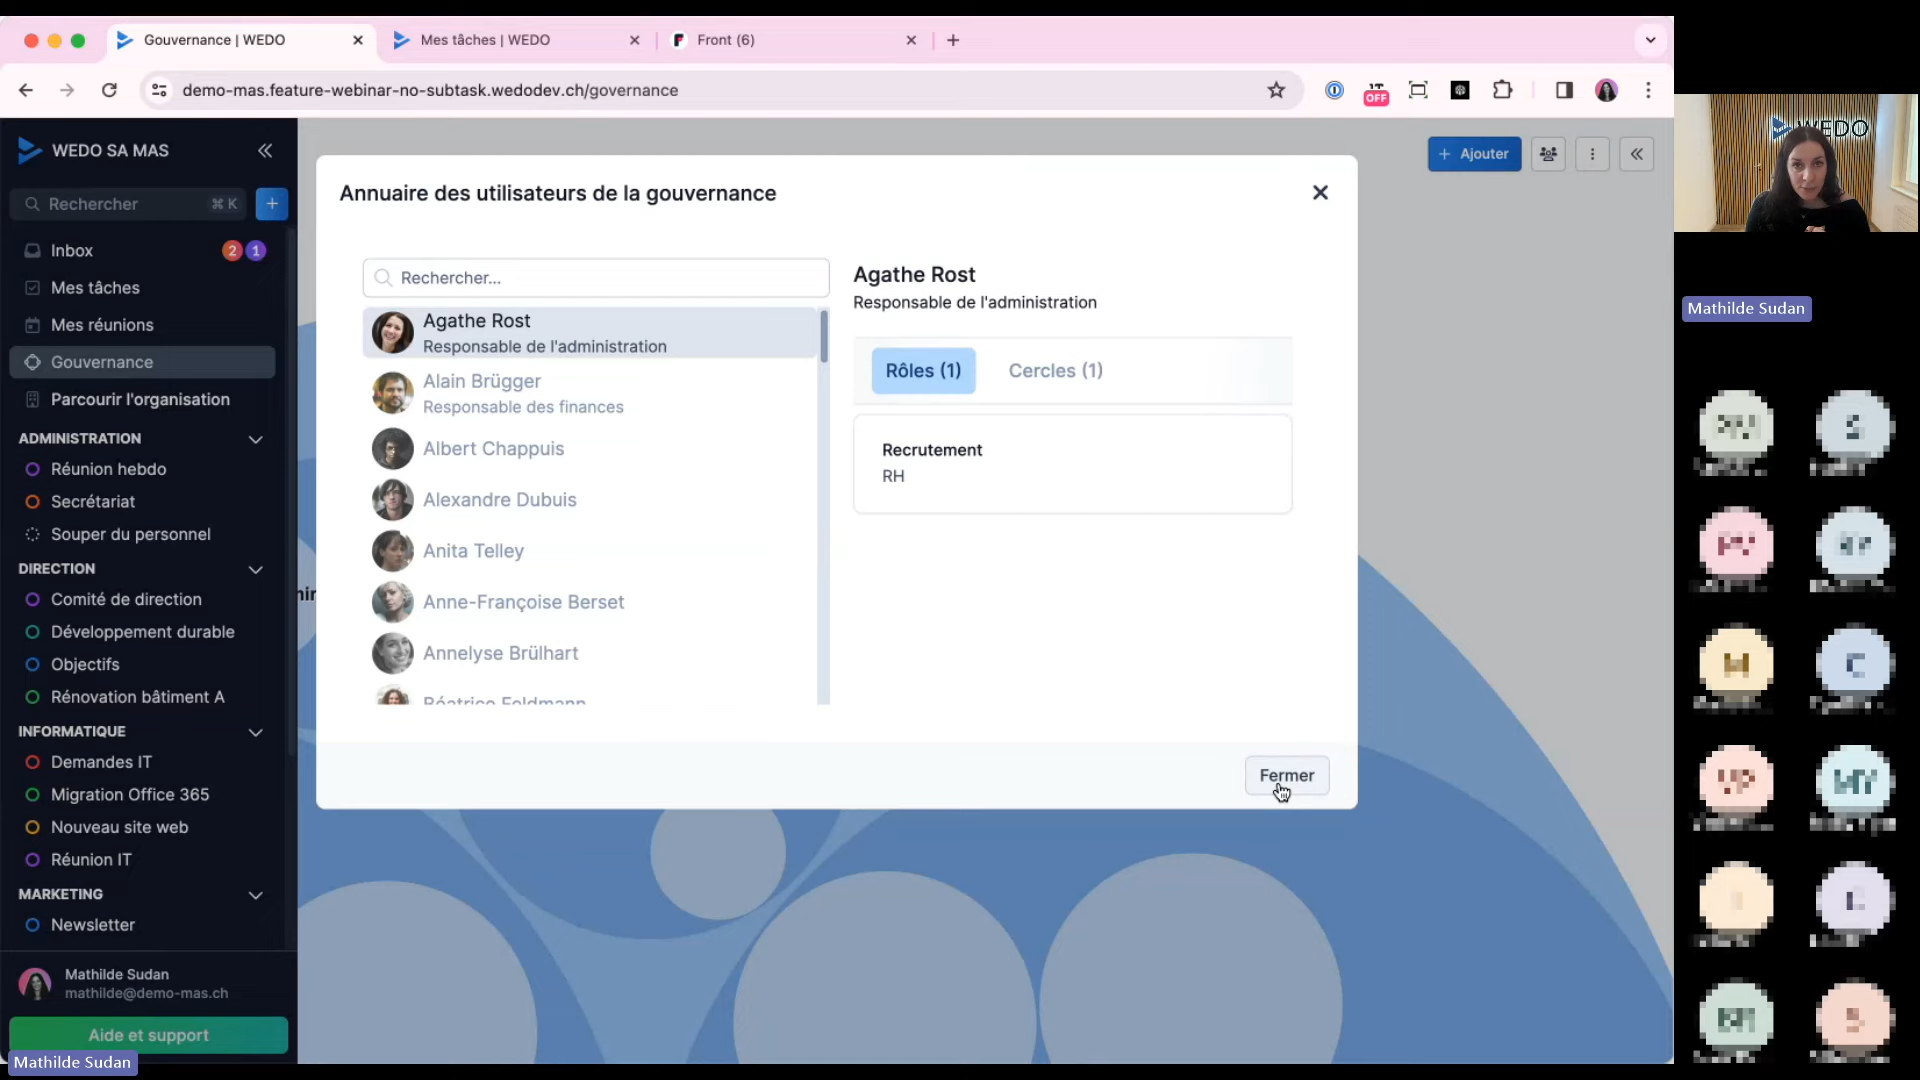 Gouvernance | WEDO
Mes tâches | WEDO
Front (6)
demo-mas.feature-webinar-no-subtask.wedodev.ch/governance
OFF
WEDO SA MAS
Rechercher
⌘ K
Inbox
2
1
Mes tâches
Mes réunions
Gouvernance
Parcourir l'organisation
ADMINISTRATION
Réunion hebdo
Secrétariat
Souper du personnel
DIRECTION
Comité de direction
Développement durable
Objectifs
Rénovation bâtiment A
INFORMATIQUE
Demandes IT
Migration Office 365
Nouveau site web
Réunion IT
MARKETING
Newsletter
Mathilde Sudan
mathilde@demo-mas.ch
Aide et support
Mathilde Sudan
+ Ajouter
Annuaire des utilisateurs de la gouvernance
Rechercher...
Agathe Rost
Responsable de l'administration
Alain Brügger
Responsable des finances
Albert Chappuis
Alexandre Dubuis
Anita Telley
Anne-Françoise Berset
Annelyse Brülhart
Béatrice Feldmann
Agathe Rost
Responsable de l'administration
Rôles (1)
Cercles (1)
Recrutement
RH
Fermer
WEDO
Mathilde Sudan